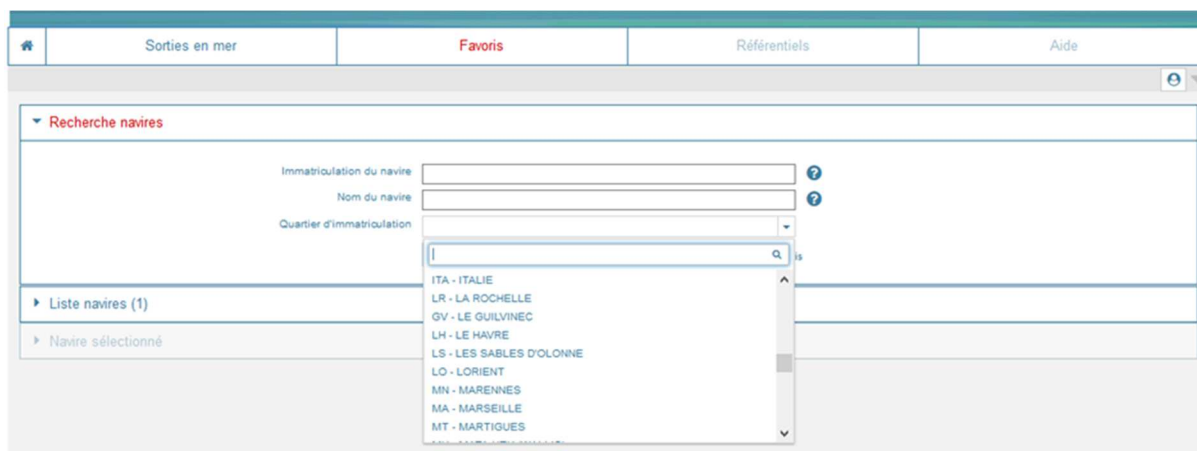 Sorties en mer
Favoris
Référentiels
Aide
Recherche navires
Immatriculation du navire
Nom du navire
Quartier d'immatriculation
is
ITA - ITALIE
LR - LA ROCHELLE
GV - LE GUILVINEC
LH - LE HAVRE
LS - LES SABLES D'OLONNE
LO - LORIENT
MN - MARENNES
MA - MARSEILLE
MT - MARTIGUES
Liste navires (1)
Navire sélectionné